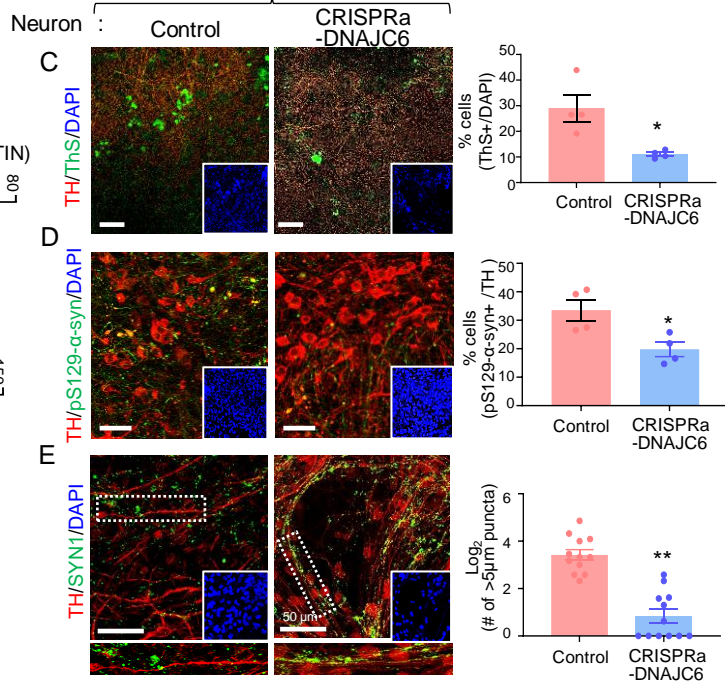 Neuron :
Control
CRISPRa
-DNAJC6
C
TH/ThS/DAPI
% cells
(ThS+/DAPI)
50
40
30
20
10
0
*
Control
CRISPRa
-DNAJC6
TIN)
80
D
TH/pS129-α-syn/DAPI
% cells
(pS129-α-syn+ /TH)
50
40
30
20
10
0
*
Control
CRISPRa
-DNAJC6
E
TH/SYN1/DAPI
50 µm
Log2
(# of >5µm puncta)
6
4
2
0
**
Control
CRISPRa
-DNAJC6